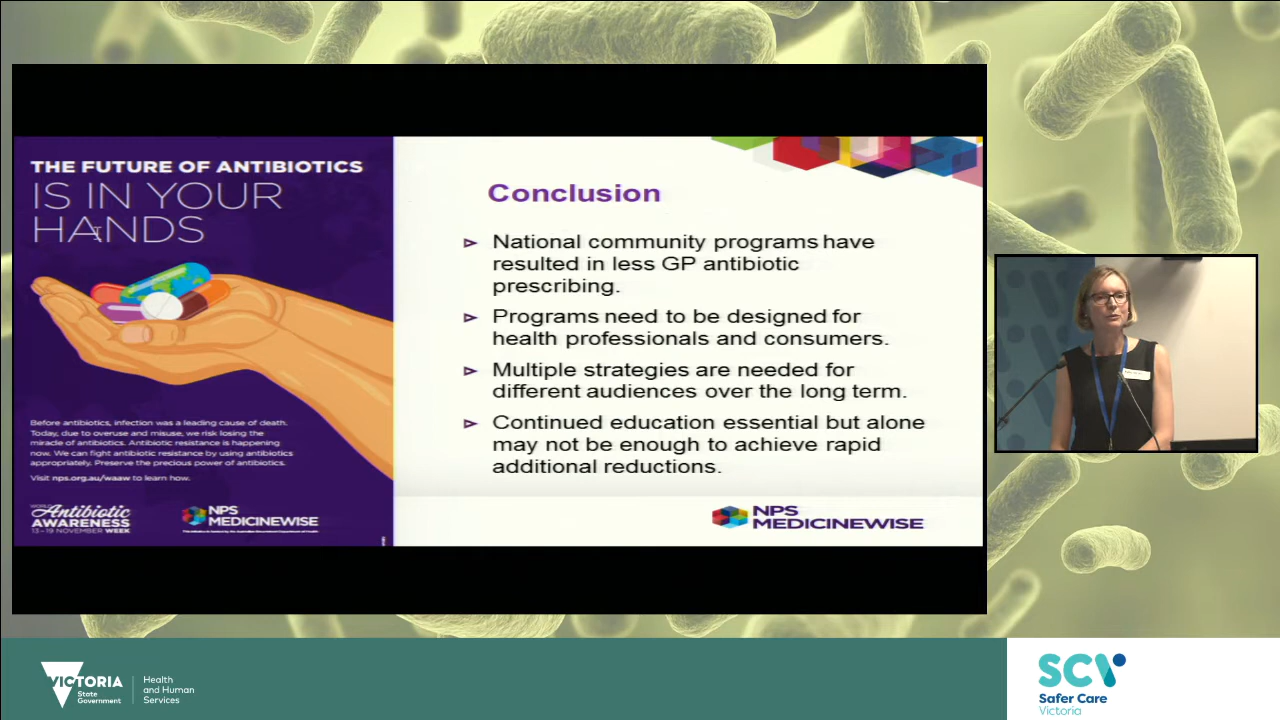 THE FUTURE OF ANTIBIOTICS
IS IN YOUR
HANDS
Before antibiotics, infection was a leading cause of death.
Today, due to overuse and misuse, we risk losing the
miracle of antibiotics. Antibiotic resistance is happening
now. We can fight antibiotic resistance by using antibiotics
appropriately. Preserve the precious power of antibiotics.
Visit nps.org.au/waaw to learn how.
WORLD
Antibiotic
AWARENESS
13-19 NOVEMBER WEEK
NPS
MEDICINEWISE
Conclusion
National community programs have
resulted in less GP antibiotic
prescribing.
Programs need to be designed for
health professionals and consumers.
Multiple strategies are needed for
different audiences over the long term.
Continued education essential but alone
may not be enough to achieve rapid
additional reductions.
NPS
MEDICINEWISE
VICTORIA
State
Government
Health
and Human
Services
SCV
Safer Care
Victoria